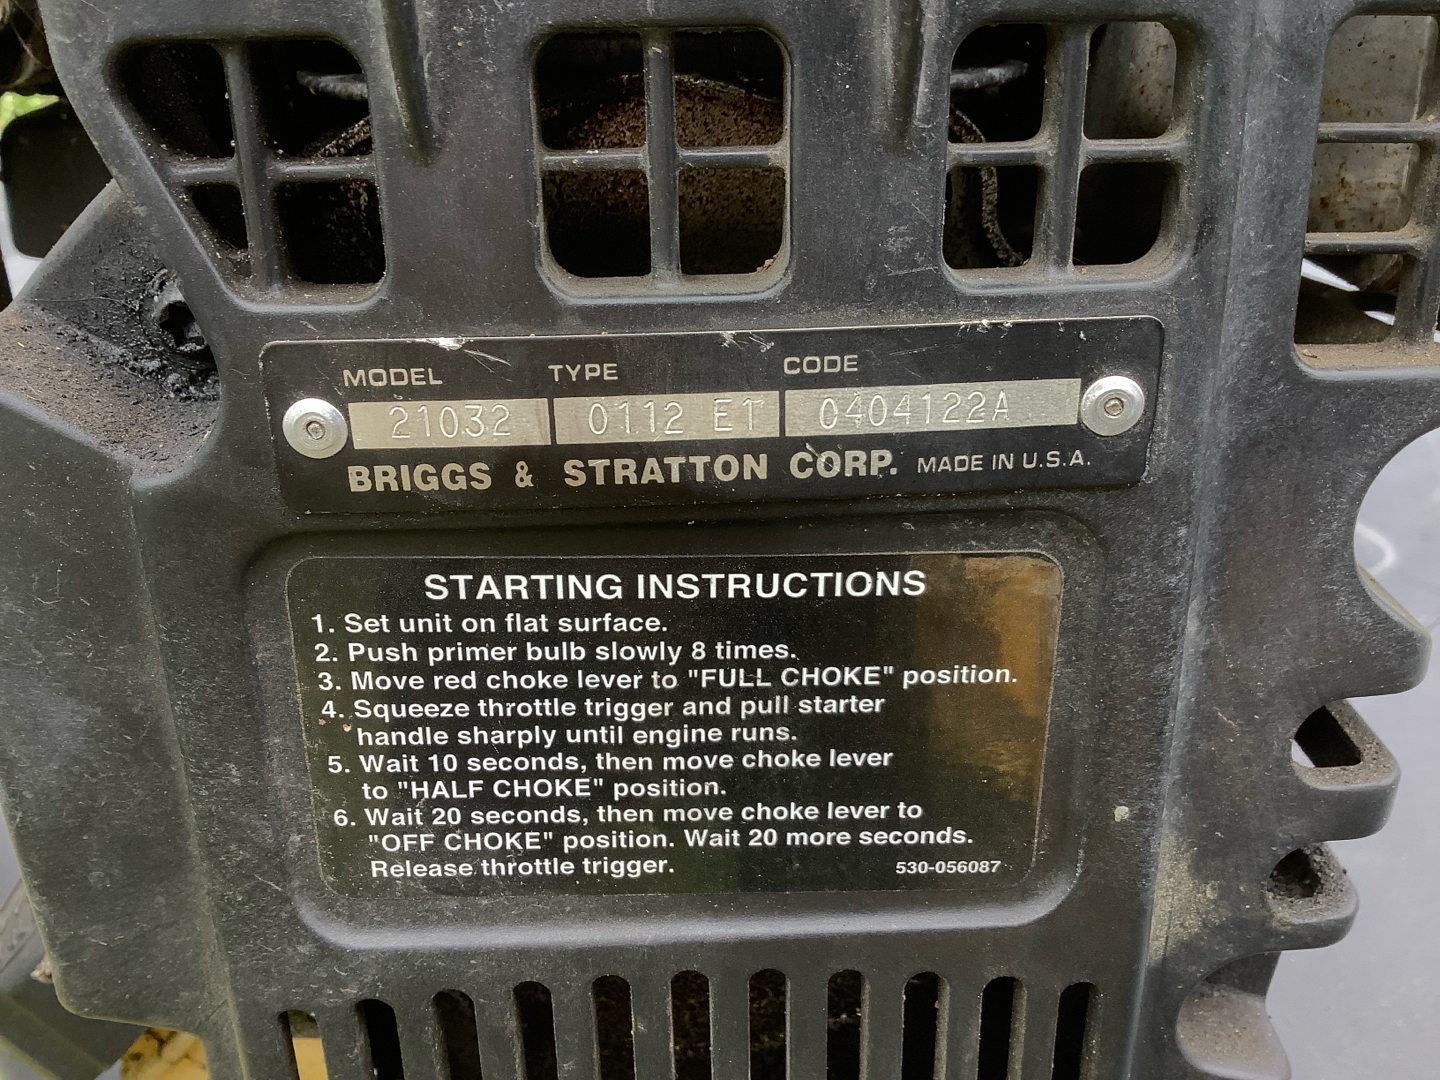 MODEL TYPE CODE
21032 0112 E1 0404122A
BRIGGS & STRATTON CORP. MADE IN U.S.A.
STARTING INSTRUCTIONS
1. Set unit on flat surface.
2. Push primer bulb slowly 8 times.
3. Move red choke lever to "FULL CHOKE" position.
4. Squeeze throttle trigger and pull starter
handle sharply until engine runs.
5. Wait 10 seconds, then move choke lever
to "HALF CHOKE" position.
6. Wait 20 seconds, then move choke lever to
"OFF CHOKE" position. Wait 20 more seconds.
Release throttle trigger. 530-056087